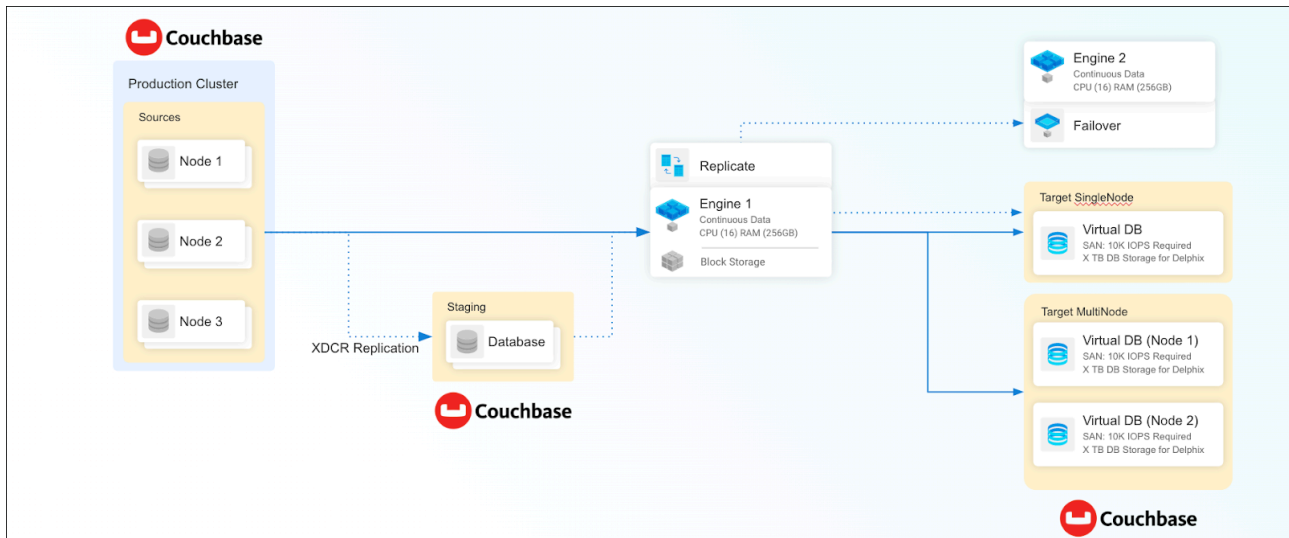 Couchbase
Production Cluster
Sources
Node 1
Node 2
Node 3
XDCR Replication
Staging
Database
Couchbase
Replicate
Engine 1
Continuous Data
CPU (16) RAM (256GB)
Block Storage
Engine 2
Continuous Data
CPU (16) RAM (256GB)
Failover
Target SingleNode
Virtual DB
SAN: 10K IOPS Required
X TB DB Storage for Delphix
Target MultiNode
Virtual DB (Node 1)
SAN: 10K IOPS Required
X TB DB Storage for Delphix
Virtual DB (Node 2)
SAN: 10K IOPS Required
X TB DB Storage for Delphix
Couchbase